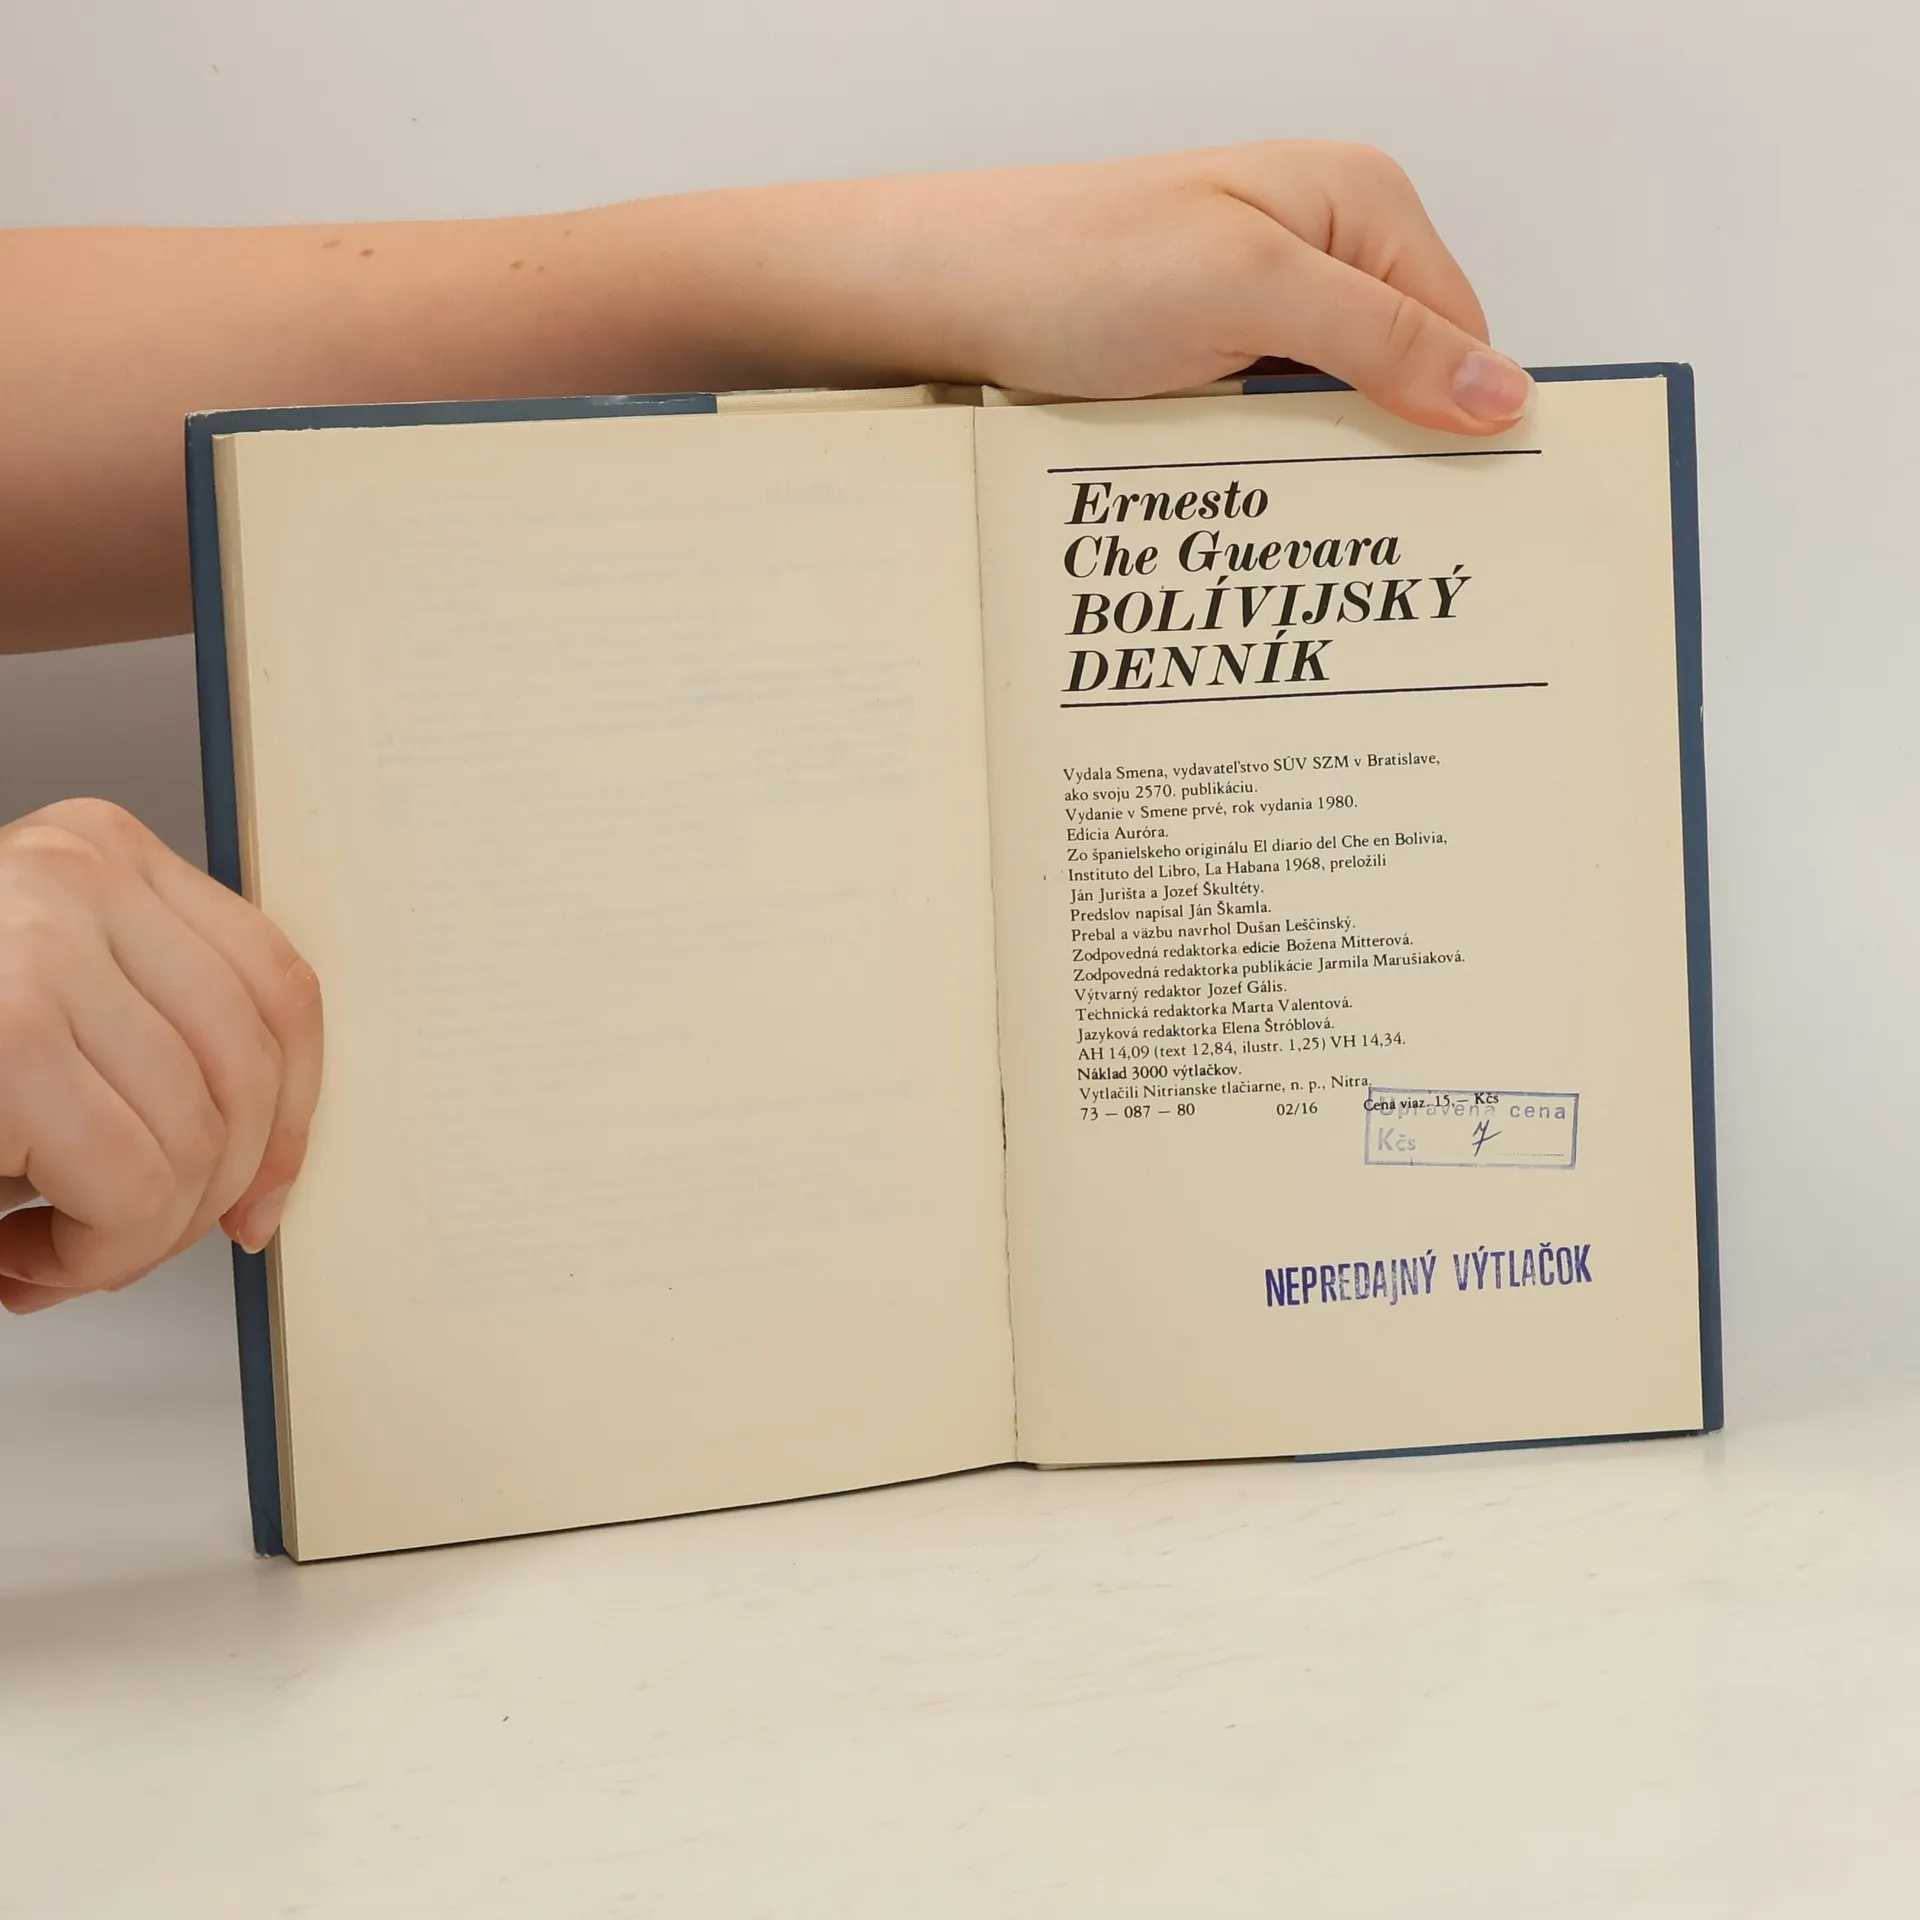 Ernesto
Che Guevara
BOLÍVIJSKÝ
DENNÍK
Vydala Smena, vydavateľstvo SÚV SZM v Bratislave,
ako svoju 2570. publikáciu.
Vydanie v Smene prvé, rok vydania 1980.
Edícia Auróra.
Zo španielskeho originálu El diario del Che en Bolivia,
Instituto del Libro, La Habana 1968, preložili
Ján Jurišta a Jozef Škultéty.
Predslov napísal Ján Škamla.
Prebal a väzbu navrhol Dušan Leščinský.
Zodpovedná redaktorka edície Božena Mitterová.
Zodpovedná redaktorka publikácie Jarmila Marušiaková.
Výtvarný redaktor Jozef Gális.
Technická redaktorka Marta Valentová.
Jazyková redaktorka Elena Štróblová.
AH 14,09 (text 12,84, ilustr. 1,25) VH 14,34.
Náklad 3000 výtlačkov.
Vytlačili Nitrianske tlačiarne, n. p., Nitra.
73 — 087 — 80 02/16 Cena viaz. 15,— Kčs
Upravená cena
Kčs 7
NEPREDAJNÝ VÝTLAČOK